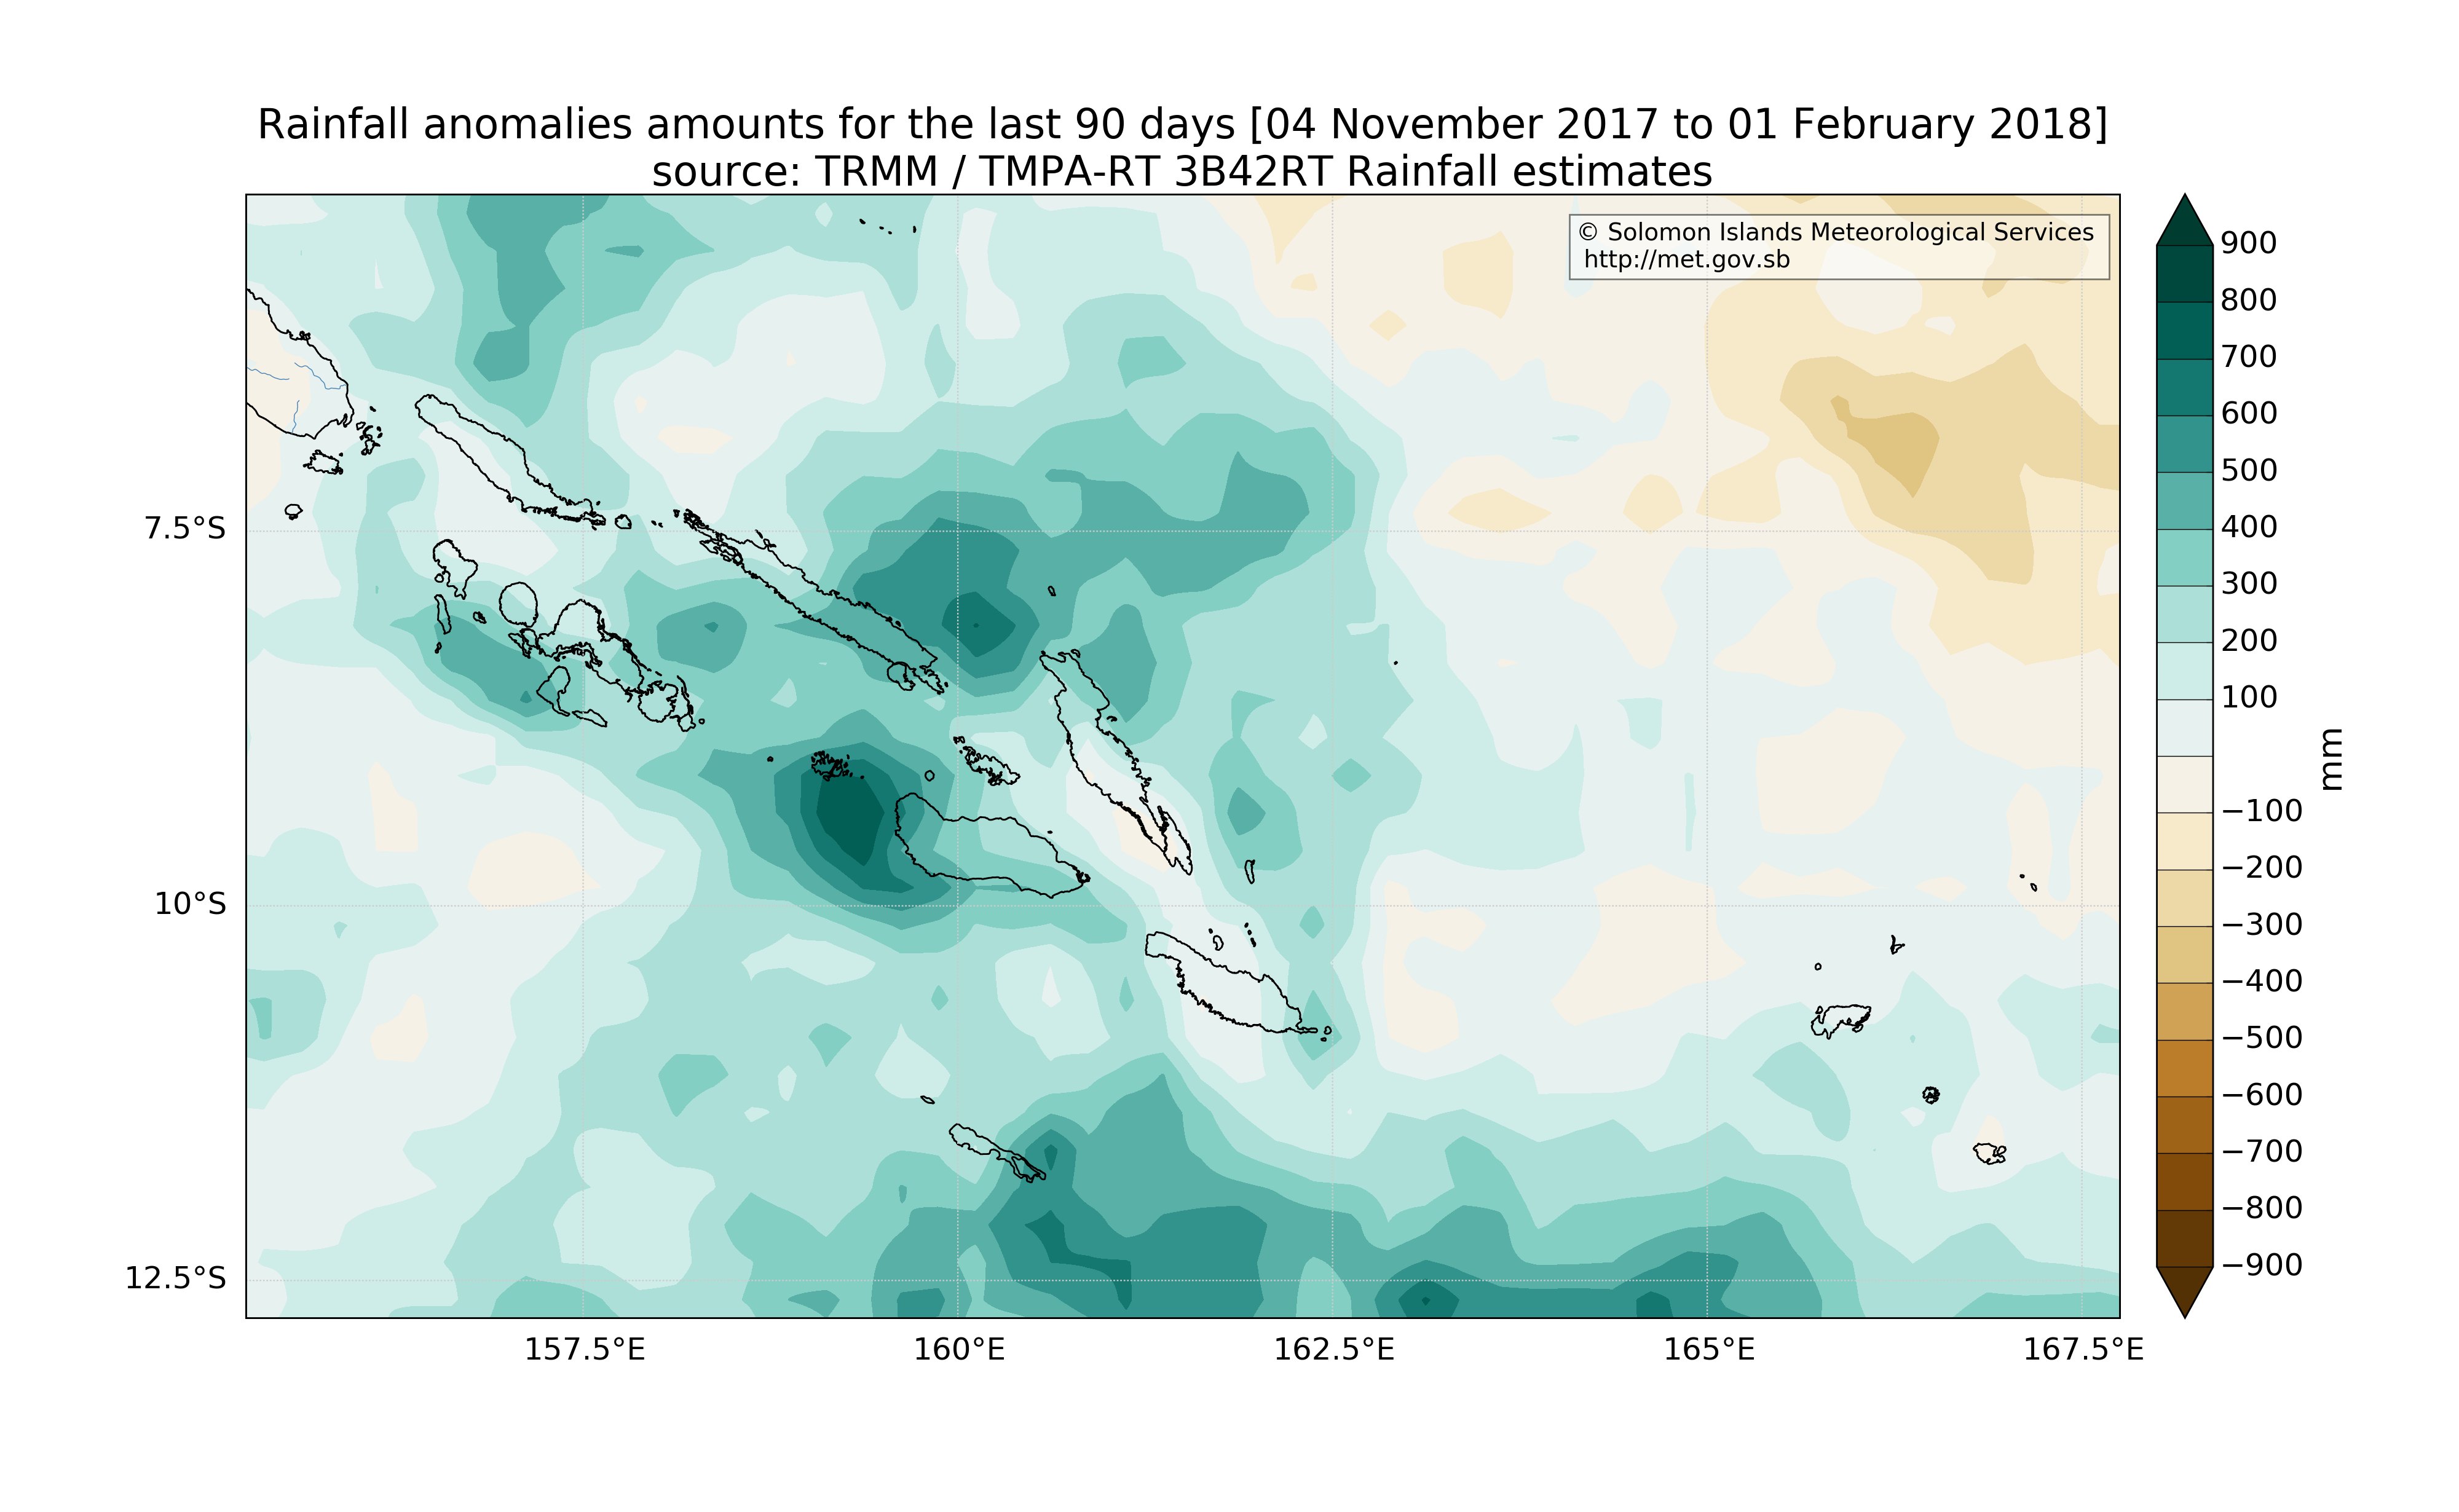 Rainfall anomalies amounts for the last 90 days [04 November 2017 to 01 February 2018]
source: TRMM / TMPA-RT 3B42RT Rainfall estimates
© Solomon Islands Meteorological Services
http://met.gov.sb
7.5°S
10°S
12.5°S
157.5°E
160°E
162.5°E
165°E
167.5°E
900
800
700
600
500
400
300
200
100
−100
−200
−300
−400
−500
−600
−700
−800
−900
mm